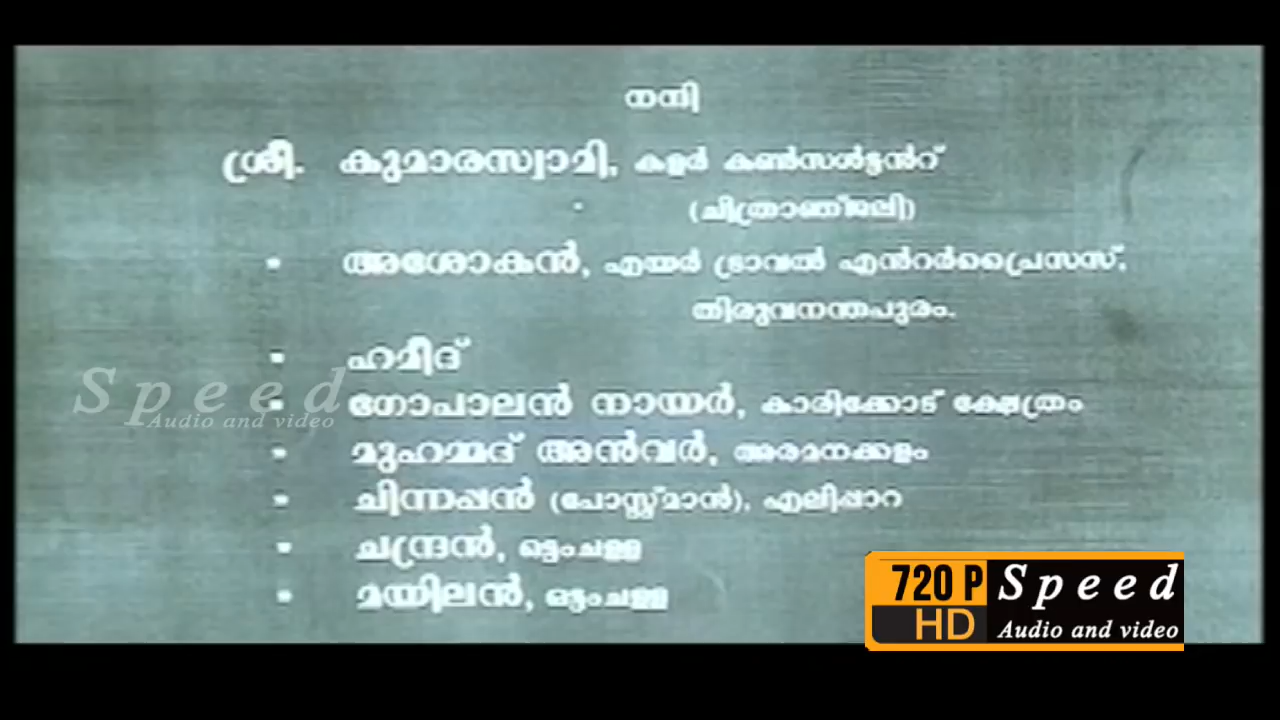 നന്ദി
ശ്രീ. കുമാരസ്വാമി, കളർ കൺസൾട്ടൻറ്
(ചിത്രാഞ്ജലി)
" അശോകൻ, എയർ ട്രാവൽ എൻറർപ്രൈസസ്,
തിരുവനന്തപുരം.
" ഹമീദ്
" ഗോപാലൻ നായർ, കാരിക്കോട് ക്ഷേത്രം
" മുഹമ്മദ് അൻവർ, അരമനക്കളം
" ചിന്നപ്പൻ (പോസ്റ്റ്മാൻ), എലിപ്പാറ
" ചന്ദ്രൻ, ഒട്ടംചള്ള
" മയിലൻ, ഒട്ടംചള്ള
Speed
Audio and video
720 P HD Speed
Audio and video